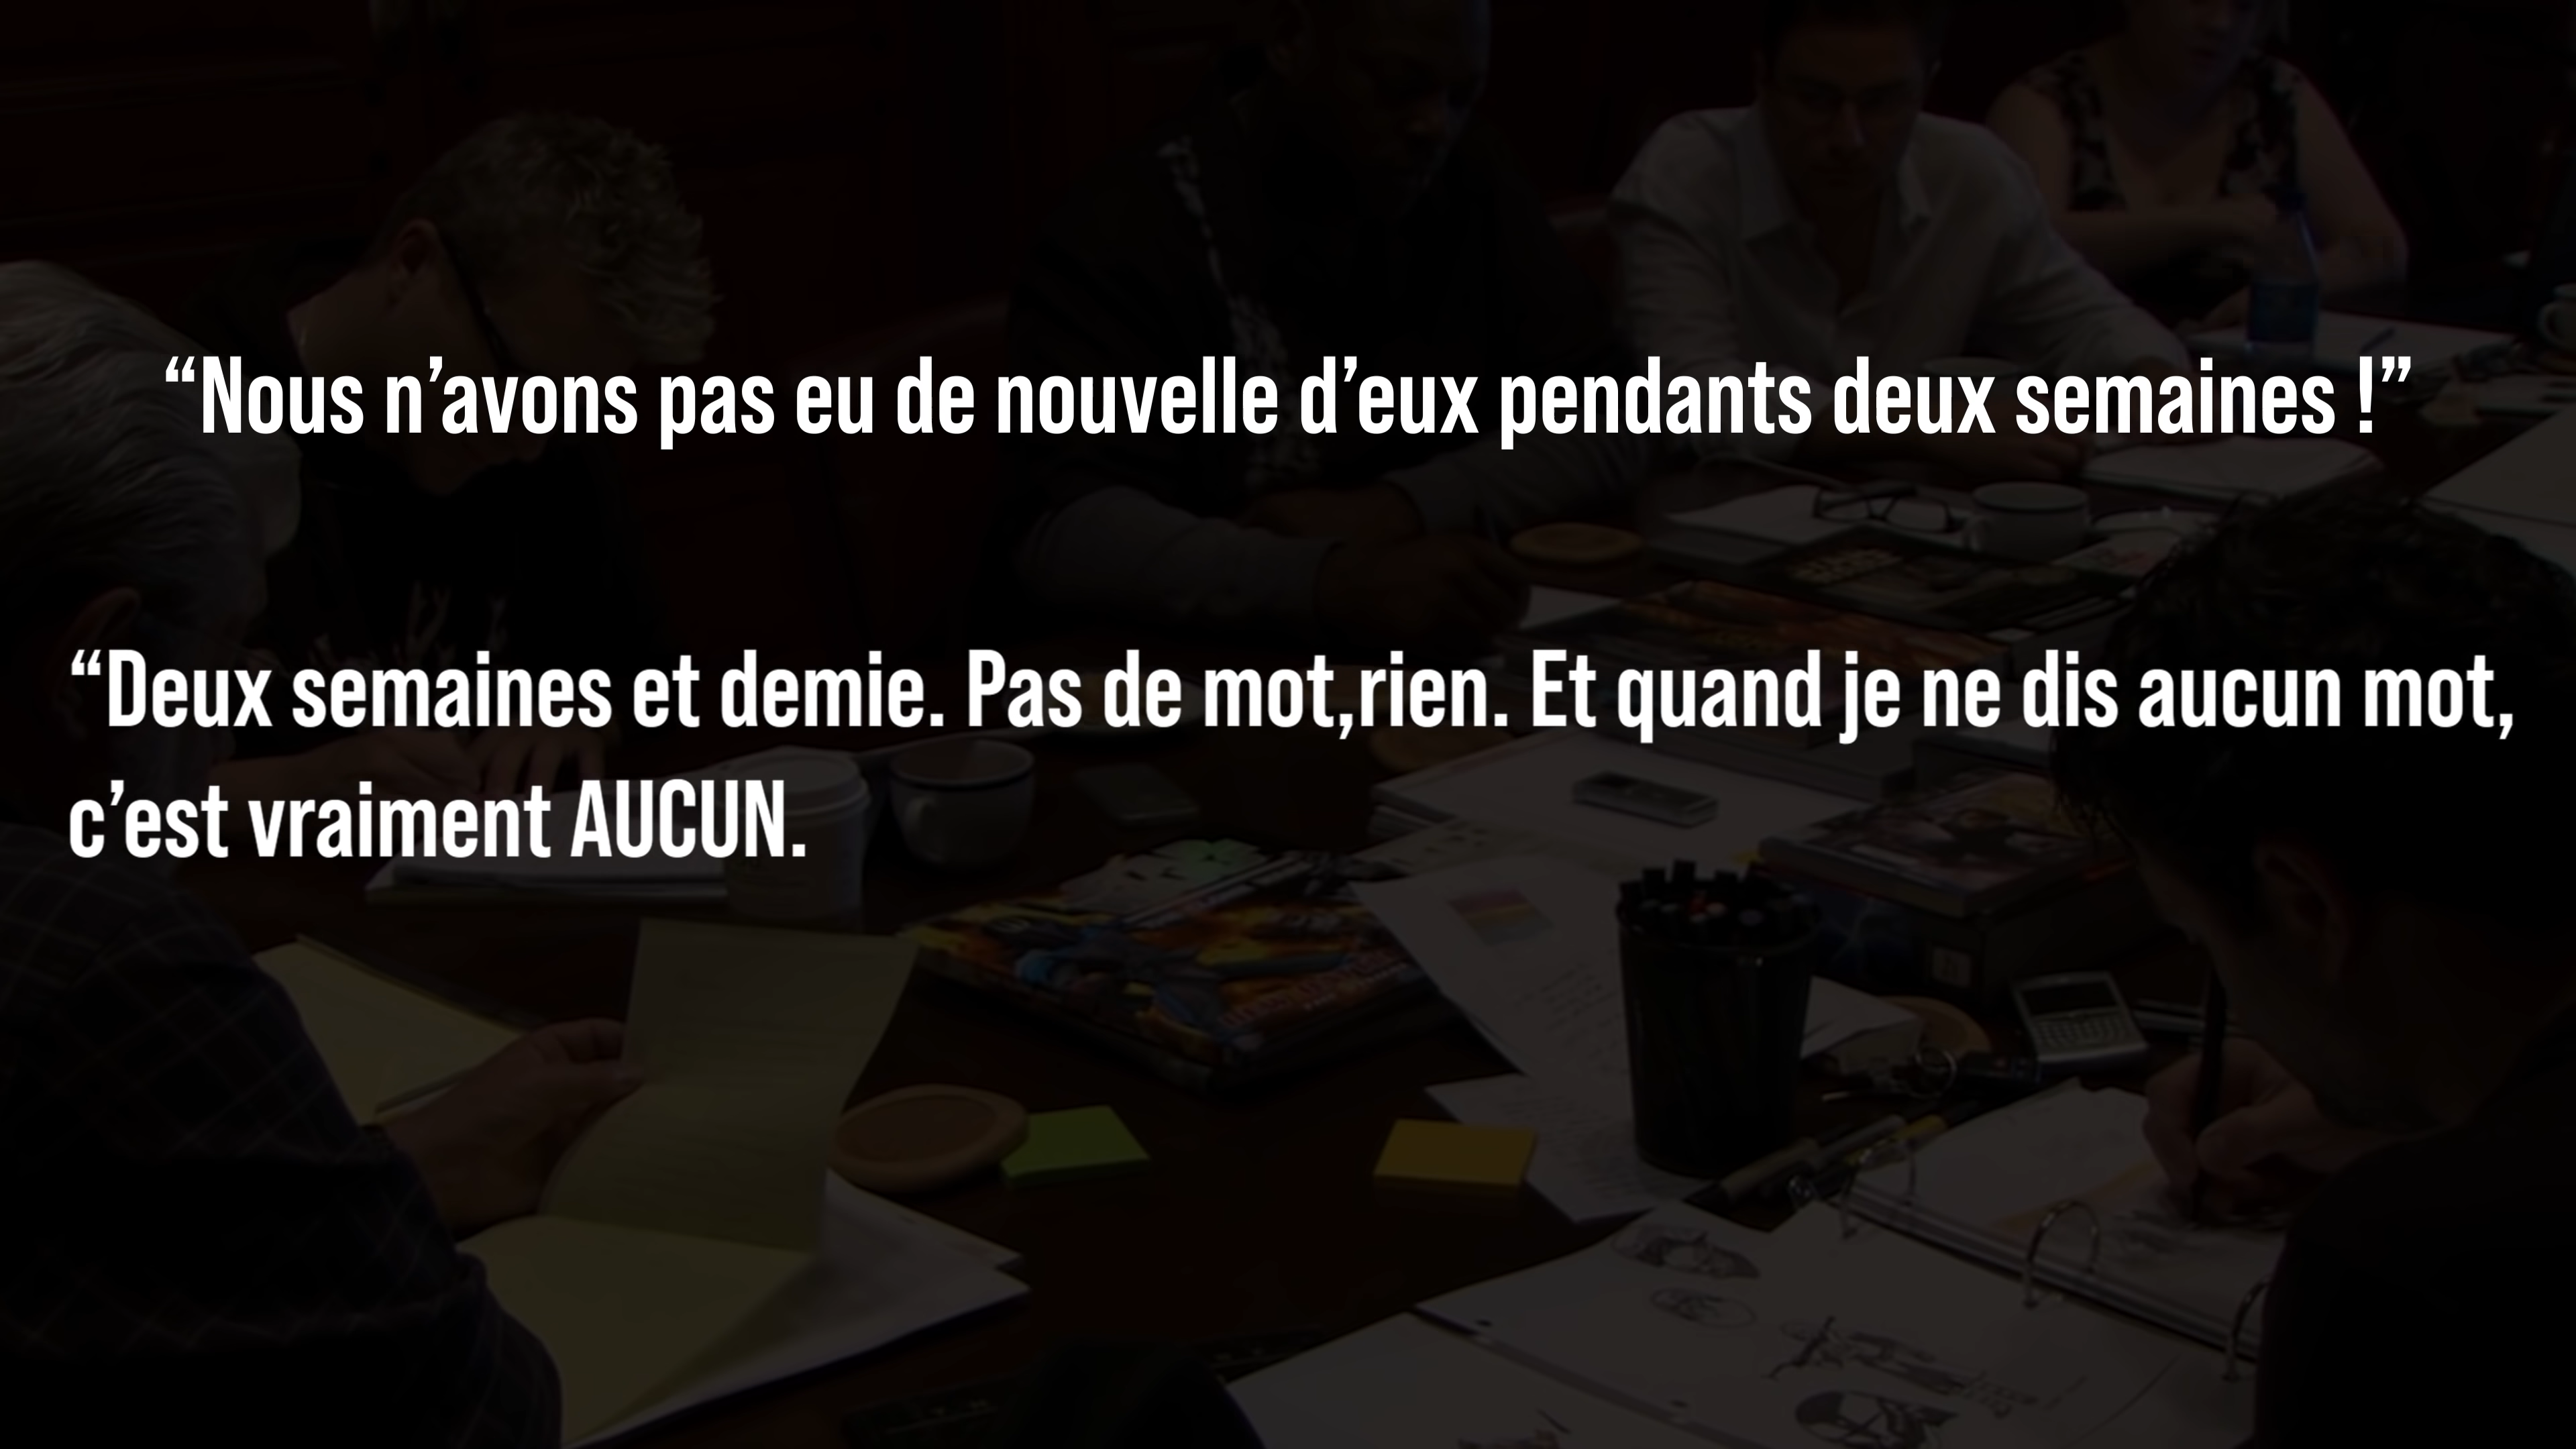 “Nous n’avons pas eu de nouvelle d’eux pendants deux semaines !”
“Deux semaines et demie. Pas de mot,rien. Et quand je ne dis aucun mot,
c’est vraiment AUCUN.